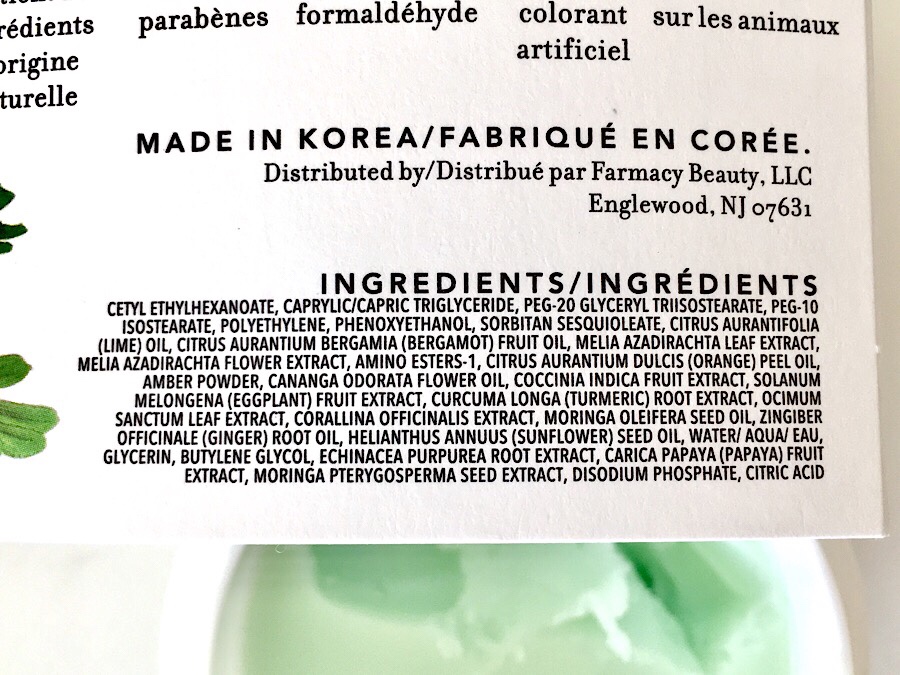 rédients parabènes formaldéhyde colorant sur les animaux
origine artificiel
turelle
MADE IN KOREA/FABRIQUÉ EN CORÉE.
Distributed by/Distribué par Farmacy Beauty, LLC
Englewood, NJ 07631
INGREDIENTS/INGRÉDIENTS
CETYL ETHYLHEXANOATE, CAPRYLIC/CAPRIC TRIGLYCERIDE, PEG-20 GLYCERYL TRIISOSTEARATE, PEG-10
ISOSTEARATE, POLYETHYLENE, PHENOXYETHANOL, SORBITAN SESQUIOLEATE, CITRUS AURANTIFOLIA
(LIME) OIL, CITRUS AURANTIUM BERGAMIA (BERGAMOT) FRUIT OIL, MELIA AZADIRACHTA LEAF EXTRACT,
MELIA AZADIRACHTA FLOWER EXTRACT, AMINO ESTERS-1, CITRUS AURANTIUM DULCIS (ORANGE) PEEL OIL,
AMBER POWDER, CANANGA ODORATA FLOWER OIL, COCCINIA INDICA FRUIT EXTRACT, SOLANUM
MELONGENA (EGGPLANT) FRUIT EXTRACT, CURCUMA LONGA (TURMERIC) ROOT EXTRACT, OCIMUM
SANCTUM LEAF EXTRACT, CORALLINA OFFICINALIS EXTRACT, MORINGA OLEIFERA SEED OIL, ZINGIBER
OFFICINALE (GINGER) ROOT OIL, HELIANTHUS ANNUUS (SUNFLOWER) SEED OIL, WATER/ AQUA/ EAU,
GLYCERIN, BUTYLENE GLYCOL, ECHINACEA PURPUREA ROOT EXTRACT, CARICA PAPAYA (PAPAYA) FRUIT
EXTRACT, MORINGA PTERYGOSPERMA SEED EXTRACT, DISODIUM PHOSPHATE, CITRIC ACID